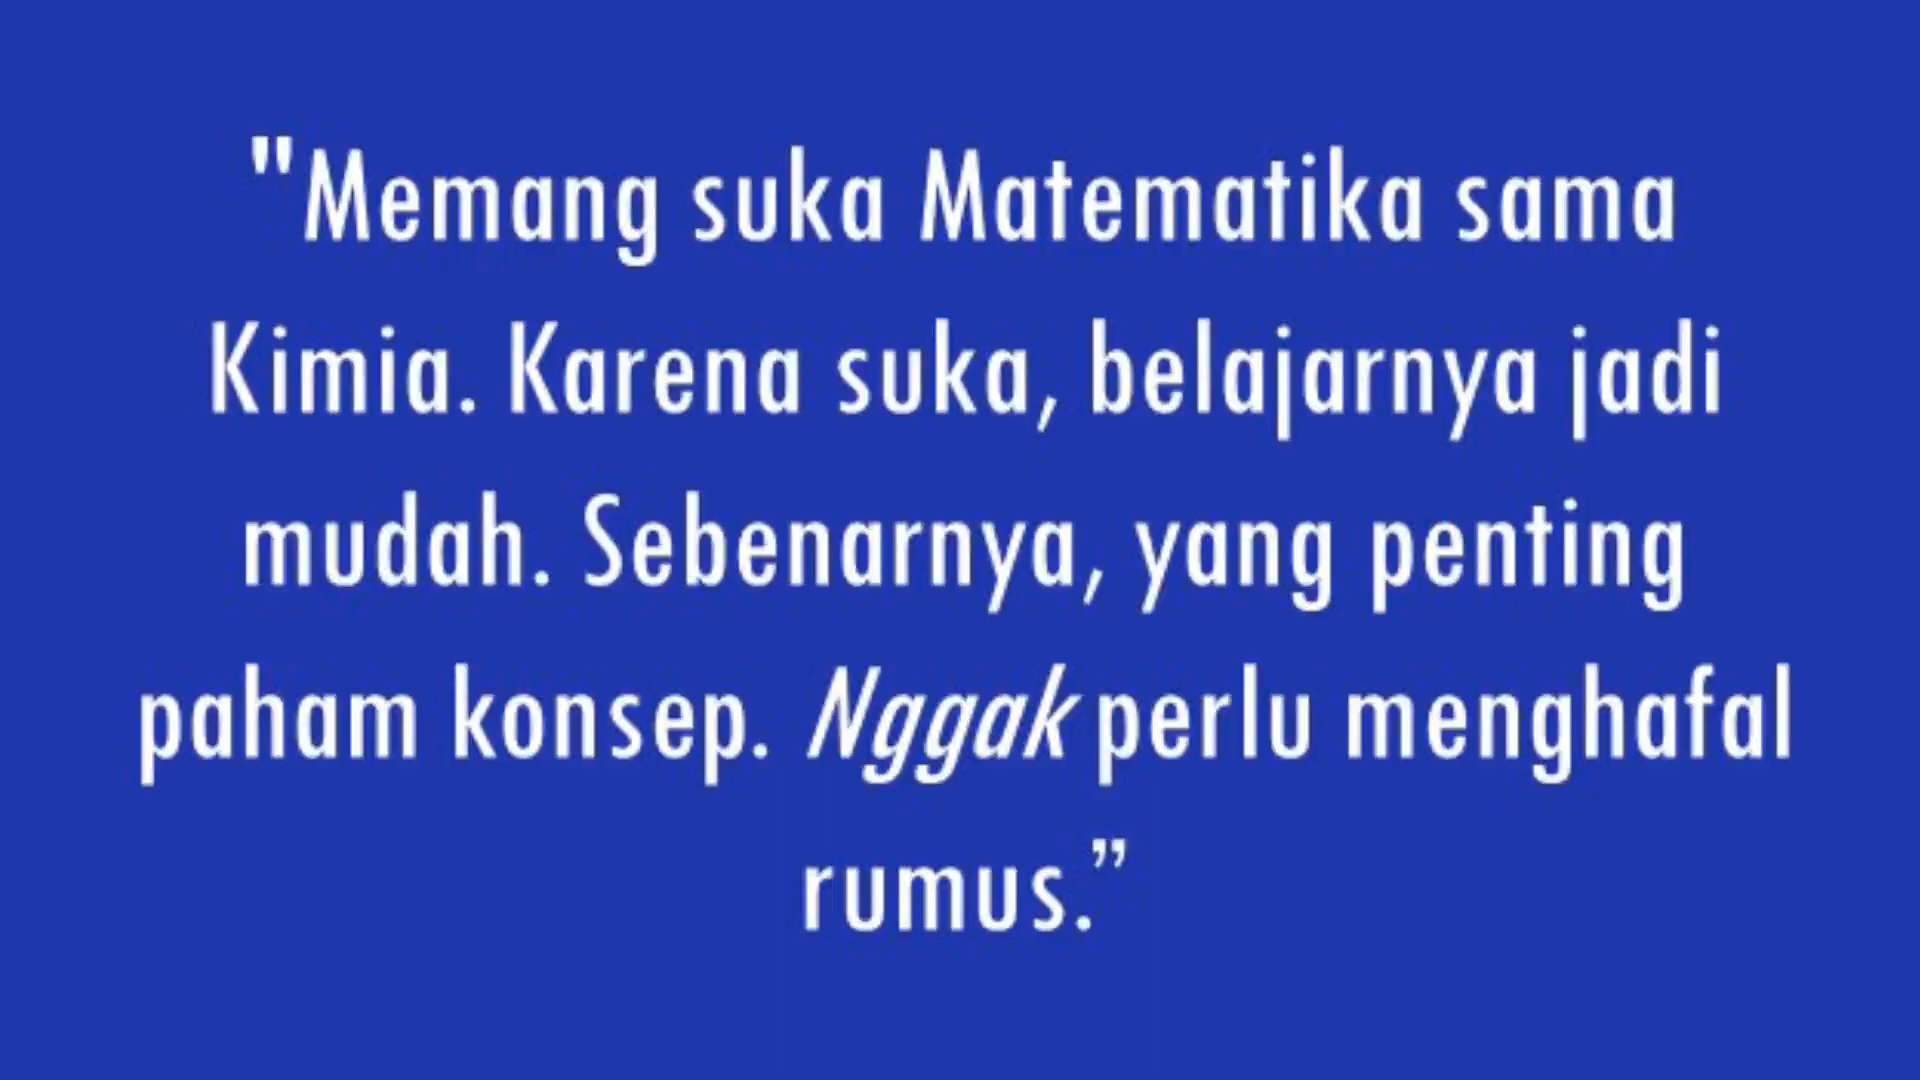 "Memang suka Matematika sama
Kimia. Karena suka, belajarnya jadi
mudah. Sebenarnya, yang penting
paham konsep. Nggak perlu menghafal
rumus.”